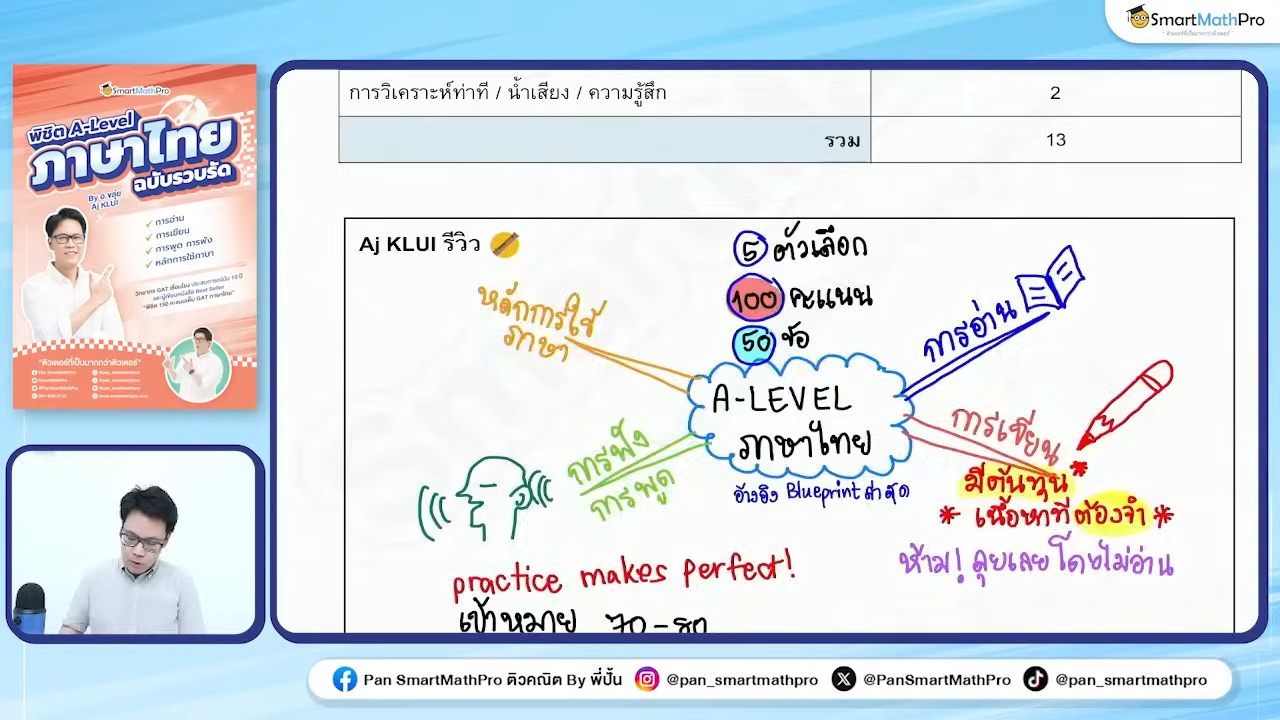 SmartMathPro
SmartMathPro
พิชิต A-Level
ภาษาไทย
ฉบับรวบรัด
By อ ขลุ่ย
Aj KLUI
✓ การอ่าน
✓ การเขียน
✓ การพูด การฟัง
✓ หลักการใช้ภาษา
"ติวเตอร์ที่เป็นมากกว่าติวเตอร์"
การวิเคราะห์ท่าที / น้ำเสียง / ความรู้สึก 2
รวม 13
Aj KLUI รีวิว
5 ตัวเลือก
100 คะแนน
50 ข้อ
หลักการใช้
ภาษา
การอ่าน
A-LEVEL
ภาษาไทย
การเขียน
การฟัง
การพูด
อ้างอิง Blueprint ล่าสุด
มีต้นทุน*
* เนื้อหาที่ต้องจำ *
ห้าม! ลุยเลยโดยไม่อ่าน
practice makes perfect!
เป้าหมาย 70-80
Pan SmartMathPro ติวคณิต By พี่ปั้น @pan_smartmathpro @PanSmartMathPro @pan_smartmathpro